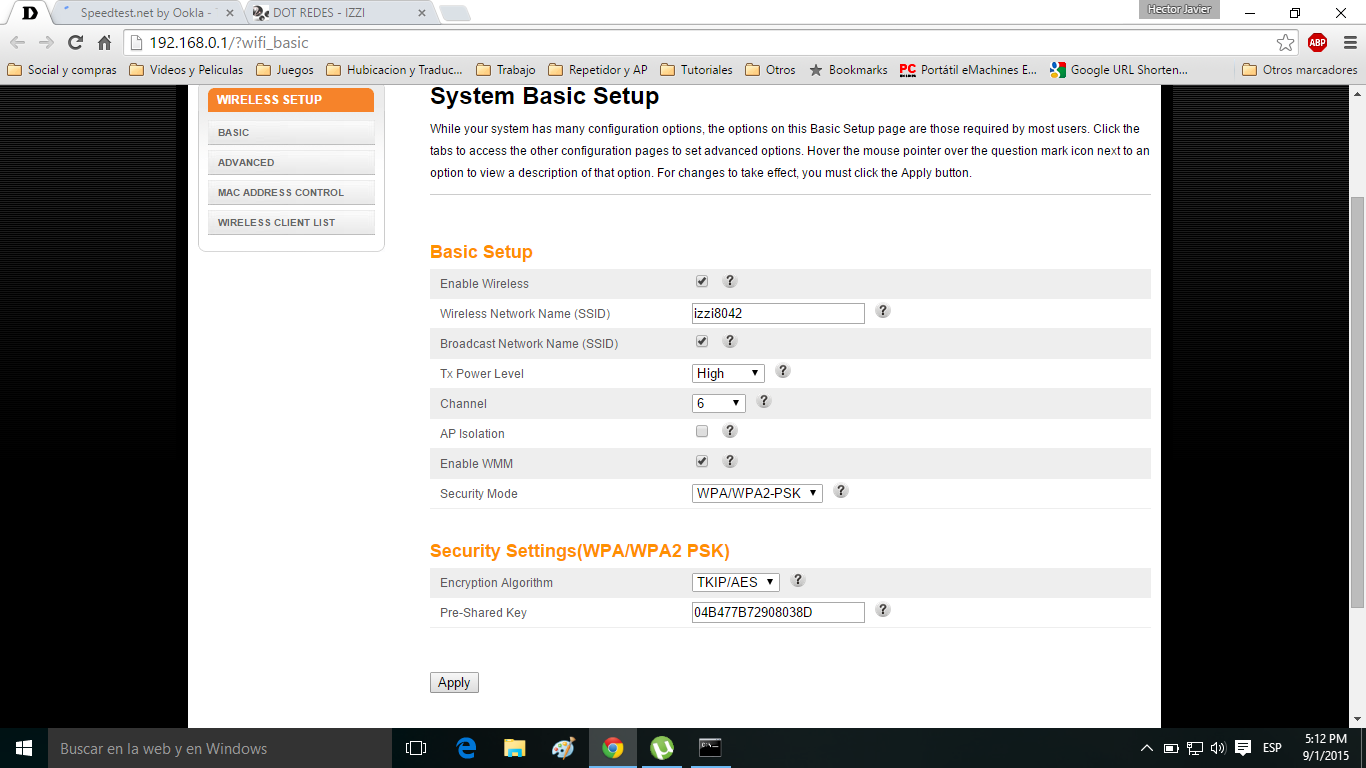 Speedtest.net by Ookla -
DOT REDES - IZZI
Hector Javier
192.168.0.1/?wifi_basic
ABP
Social y compras
Videos y Peliculas
Juegos
Hubicacion y Traduc...
Trabajo
Repetidor y AP
Tutoriales
Otros
Bookmarks
PC
Portátil eMachines E...
Google URL Shorten...
Otros marcadores
WIRELESS SETUP
BASIC
ADVANCED
MAC ADDRESS CONTROL
WIRELESS CLIENT LIST
System Basic Setup
While your system has many configuration options, the options on this Basic Setup page are those required by most users. Click the
tabs to access the other configuration pages to set advanced options. Hover the mouse pointer over the question mark icon next to an
option to view a description of that option. For changes to take effect, you must click the Apply button.
Basic Setup
Enable Wireless ?
Wireless Network Name (SSID) izzi8042 ?
Broadcast Network Name (SSID) ?
Tx Power Level High ?
Channel 6 ?
AP Isolation ?
Enable WMM ?
Security Mode WPA/WPA2-PSK ?
Security Settings(WPA/WPA2 PSK)
Encryption Algorithm TKIP/AES ?
Pre-Shared Key 04B477B72908038D ?
Apply
Buscar en la web y en Windows
ESP
5:12 PM
9/1/2015